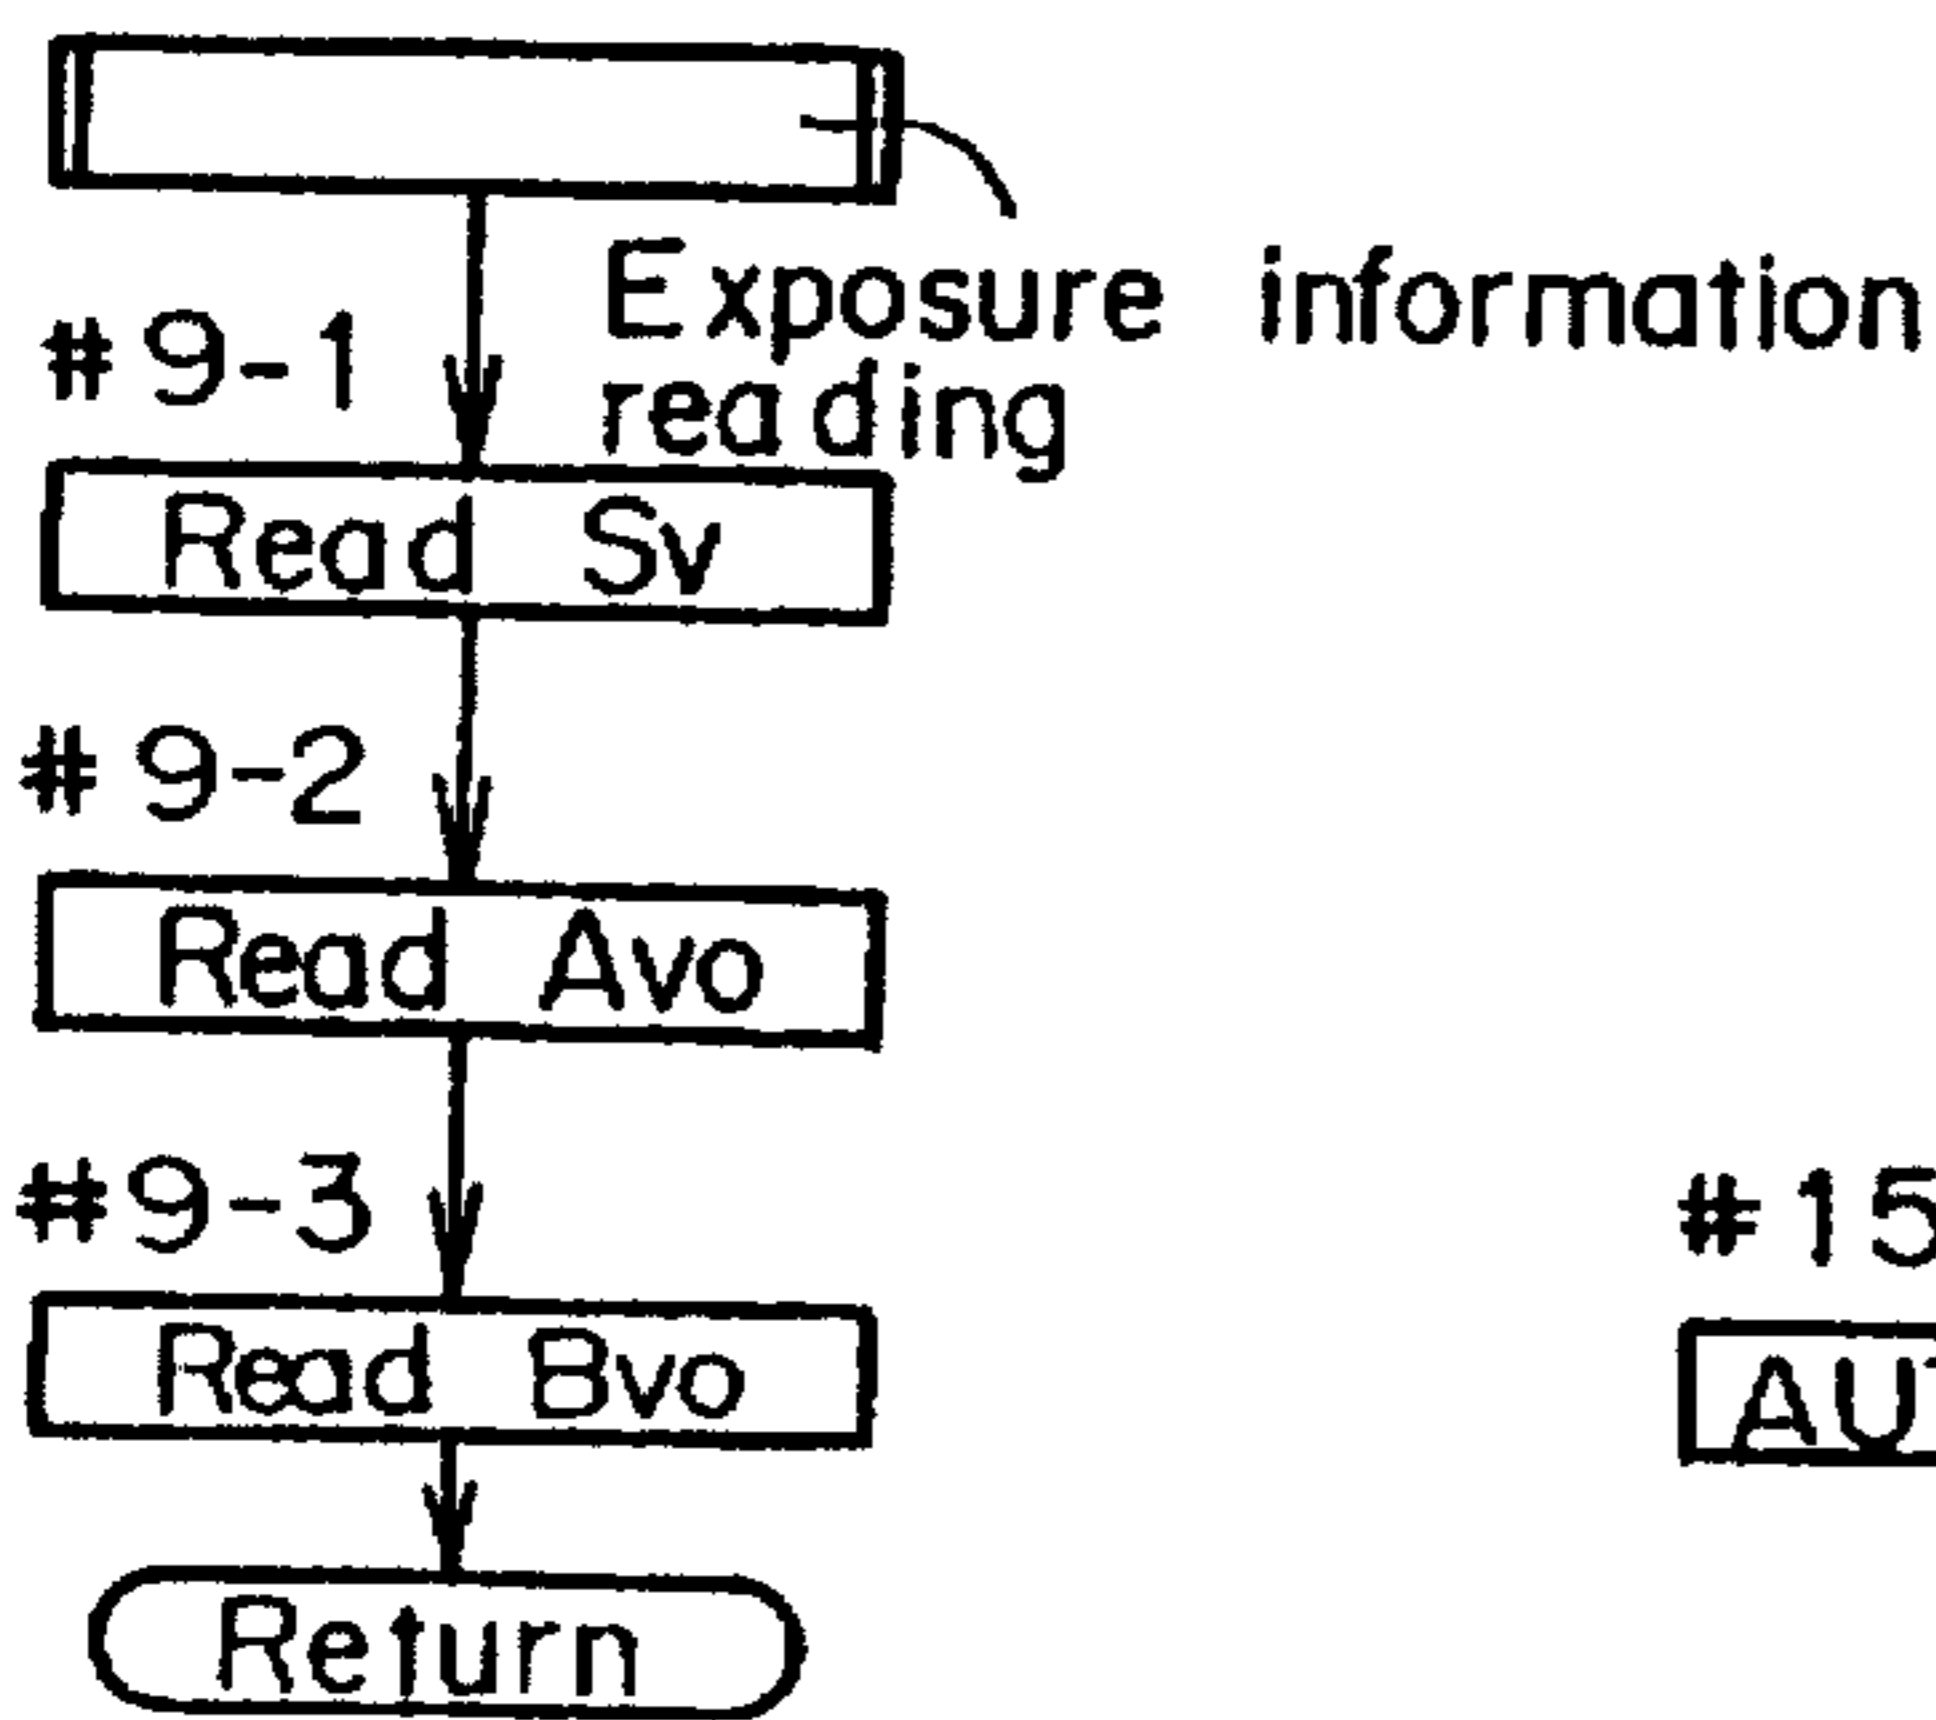 Exposure information
reading
#9-1
Read Sv
#9-2
Read Avo
#9-3
Read Bvo
Return
#15